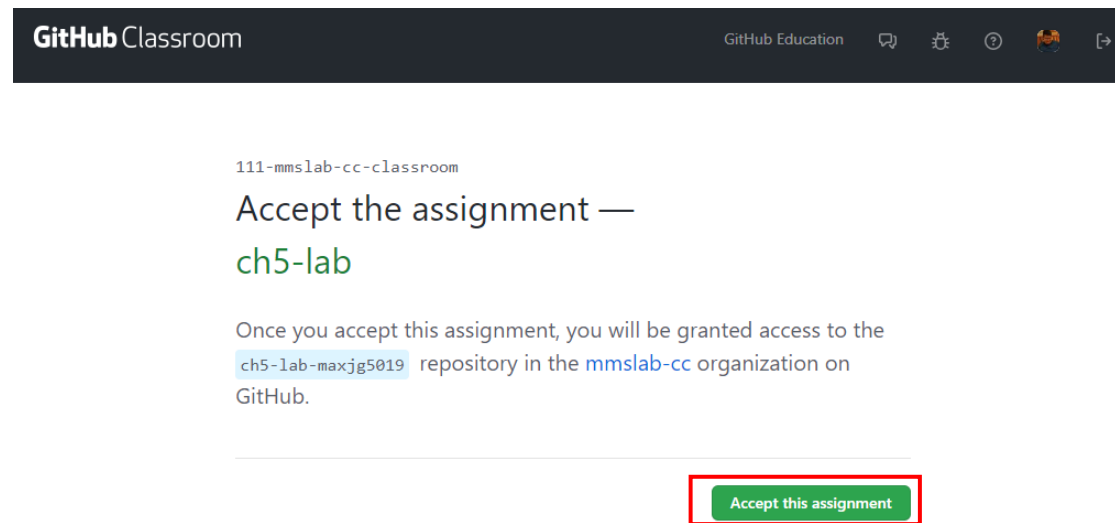 GitHub Classroom
GitHub Education
111-mmslab-cc-classroom
Accept the assignment —
ch5-lab
Once you accept this assignment, you will be granted access to the
ch5-lab-maxjg5019 repository in the mmslab-cc organization on
GitHub.
Accept this assignment